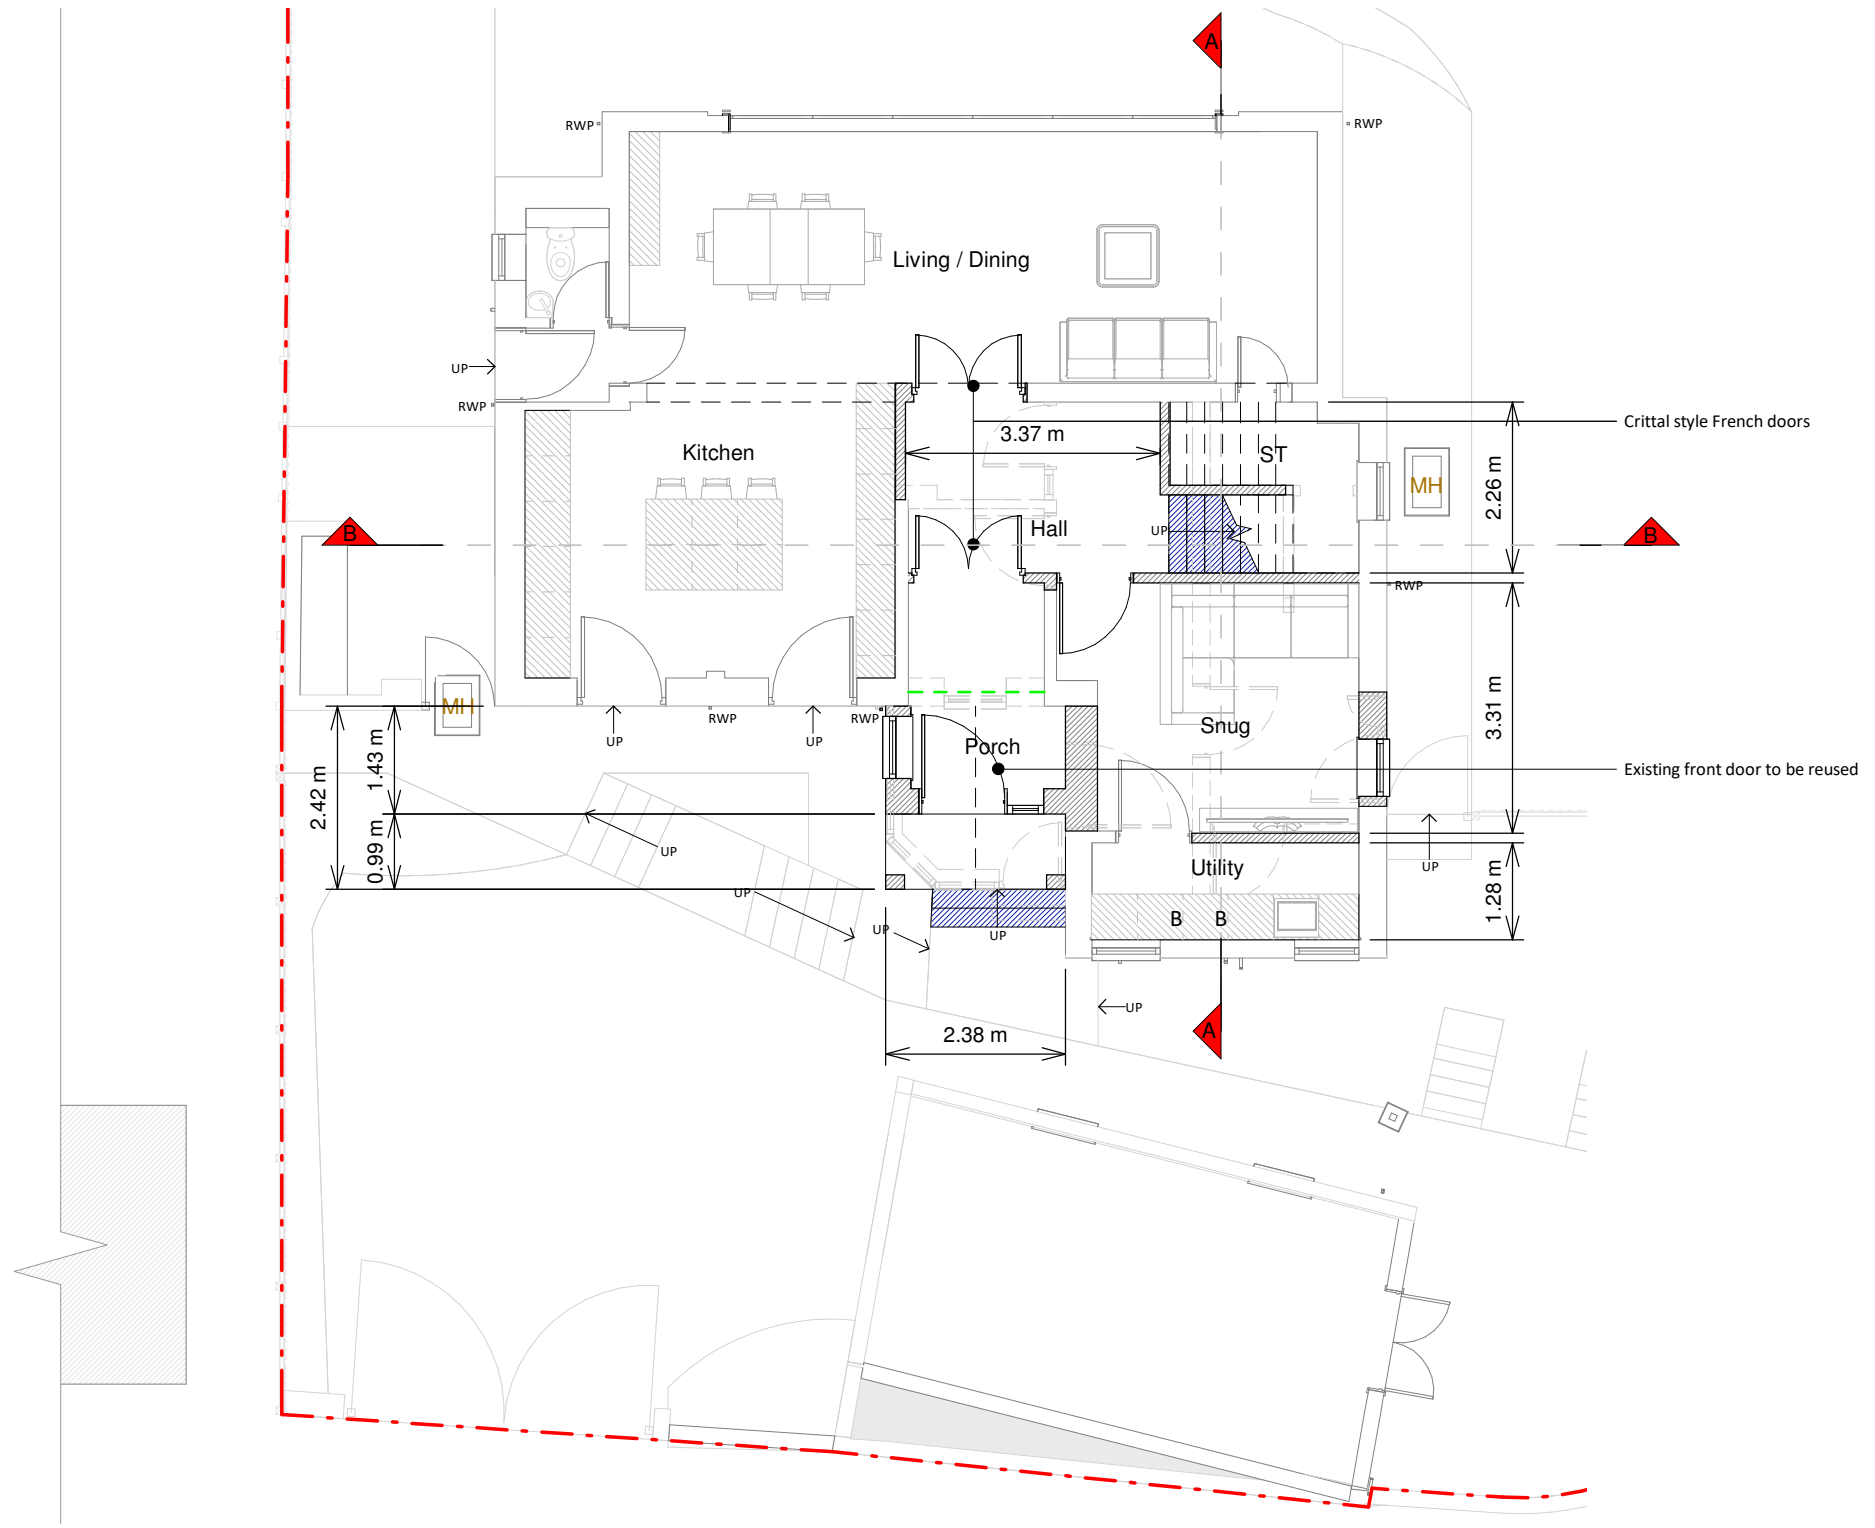 A
RWP
RWP
Living / Dining
UP
RWP
Crittal style French doors
3.37 m
Kitchen
ST
MH
2.26 m
Hall
UP
B
B
RWP
MH
RWP
RWP
Snug
3.31 m
UP
UP
Porch
1.43 m
2.42 m
Existing front door to be reused
0.99 m
UP
UP
Utility
1.28 m
UP
B B
UP
UP
UP
A
2.38 m